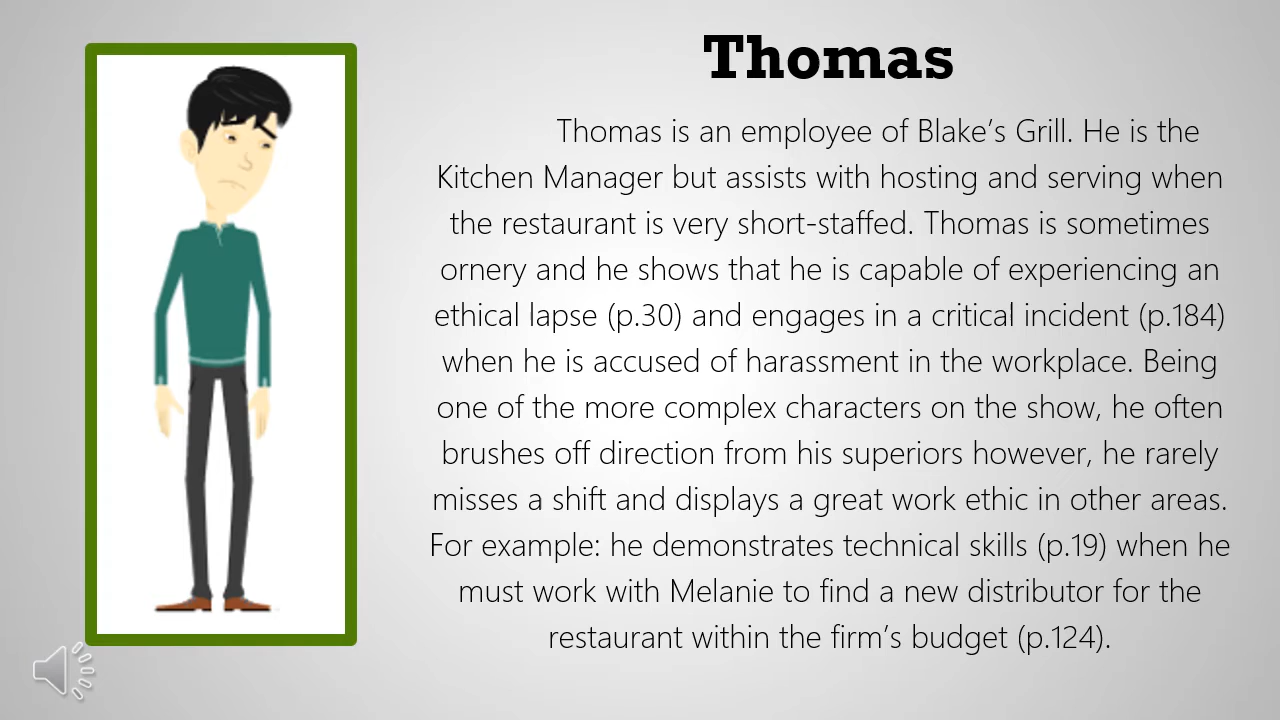 Thomas
Thomas is an employee of Blake’s Grill. He is the
Kitchen Manager but assists with hosting and serving when
the restaurant is very short-staffed. Thomas is sometimes
ornery and he shows that he is capable of experiencing an
ethical lapse (p.30) and engages in a critical incident (p.184)
when he is accused of harassment in the workplace. Being
one of the more complex characters on the show, he often
brushes off direction from his superiors however, he rarely
misses a shift and displays a great work ethic in other areas.
For example: he demonstrates technical skills (p.19) when he
must work with Melanie to find a new distributor for the
restaurant within the firm’s budget (p.124).